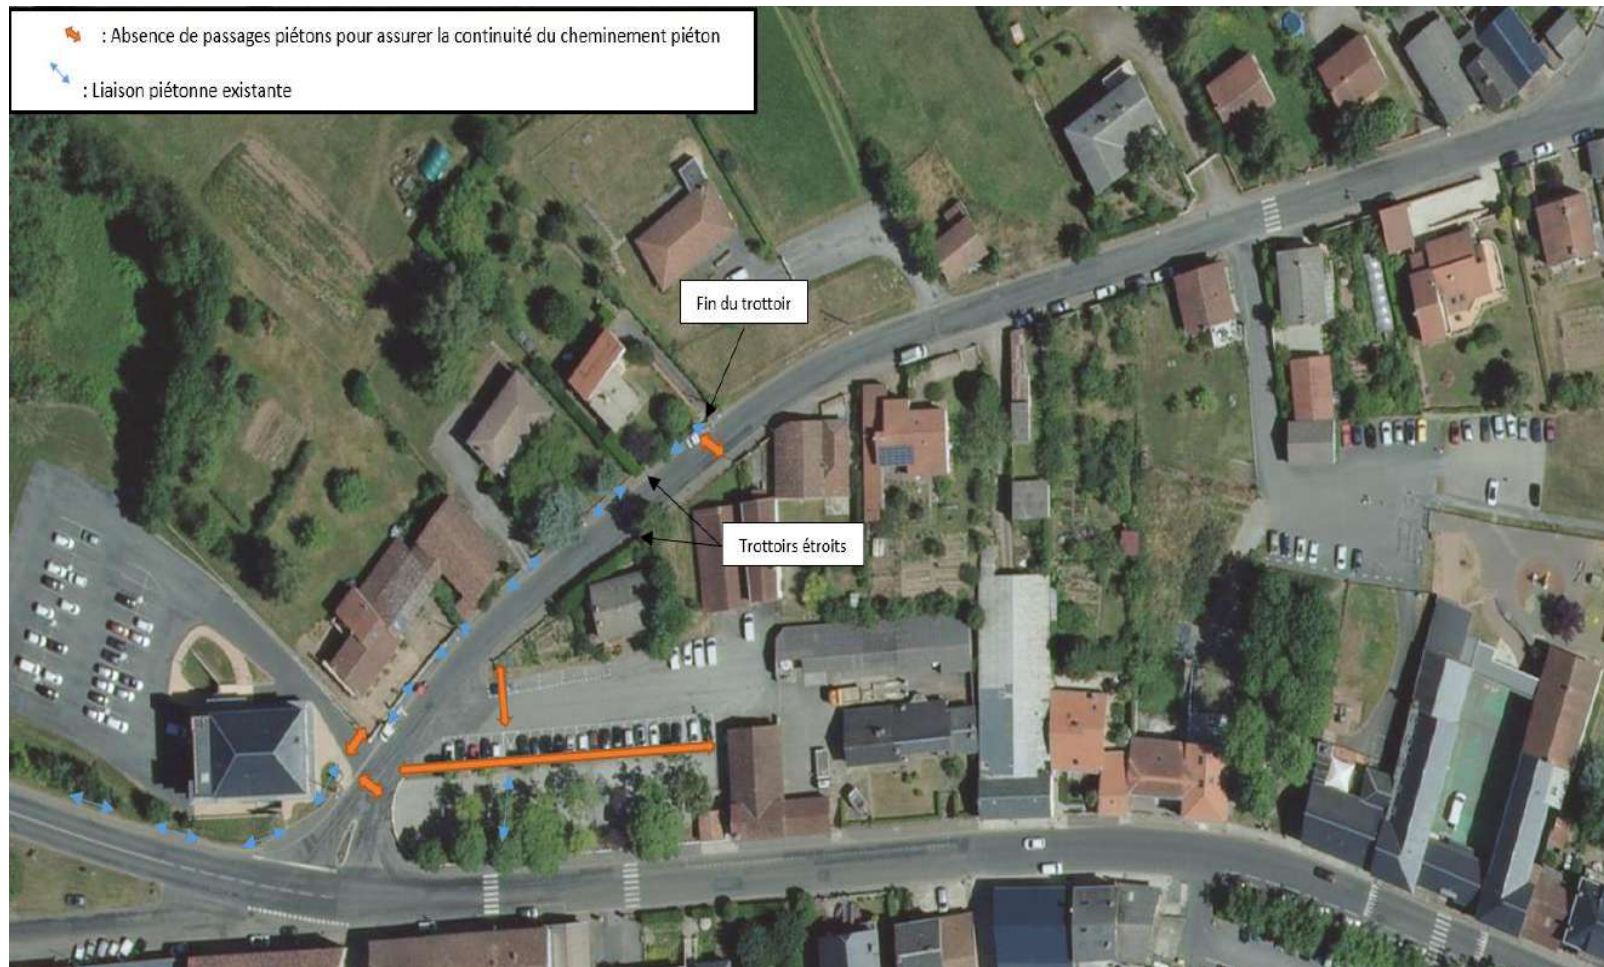 : Absence de passages piétons pour assurer la continuité du cheminement piéton
: Liaison piétonne existante
Fin du trottoir
Trottoirs étroits